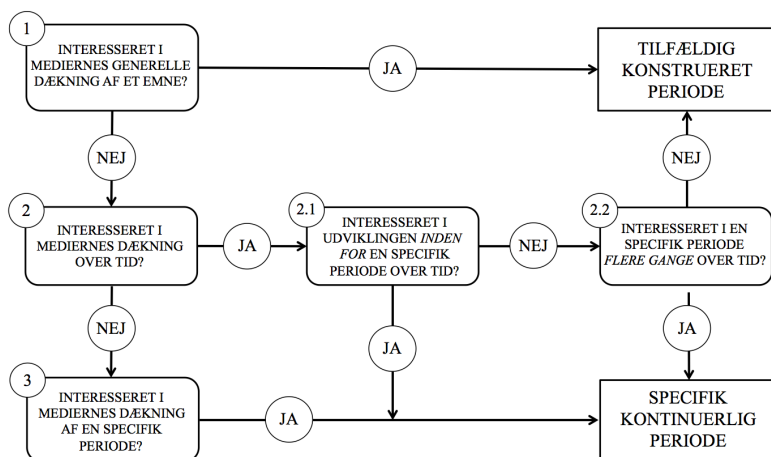 1
INTERESSERET I
MEDIERNES GENERELLE
DÆKNING AF ET EMNE?
JA
TILFÆLDIG
KONSTRUERET
PERIODE
NEJ
NEJ
2
INTERESSERET I
MEDIERNES DÆKNING
OVER TID?
JA
2.1
INTERESSERET I
UDVIKLINGEN INDEN
FOR EN SPECIFIK
PERIODE OVER TID?
NEJ
2.2
INTERESSERET I EN
SPECIFIK PERIODE
FLERE GANGE OVER TID?
NEJ
JA
JA
3
INTERESSERET I
MEDIERNES DÆKNING
AF EN SPECIFIK
PERIODE?
JA
SPECIFIK
KONTINUERLIG
PERIODE